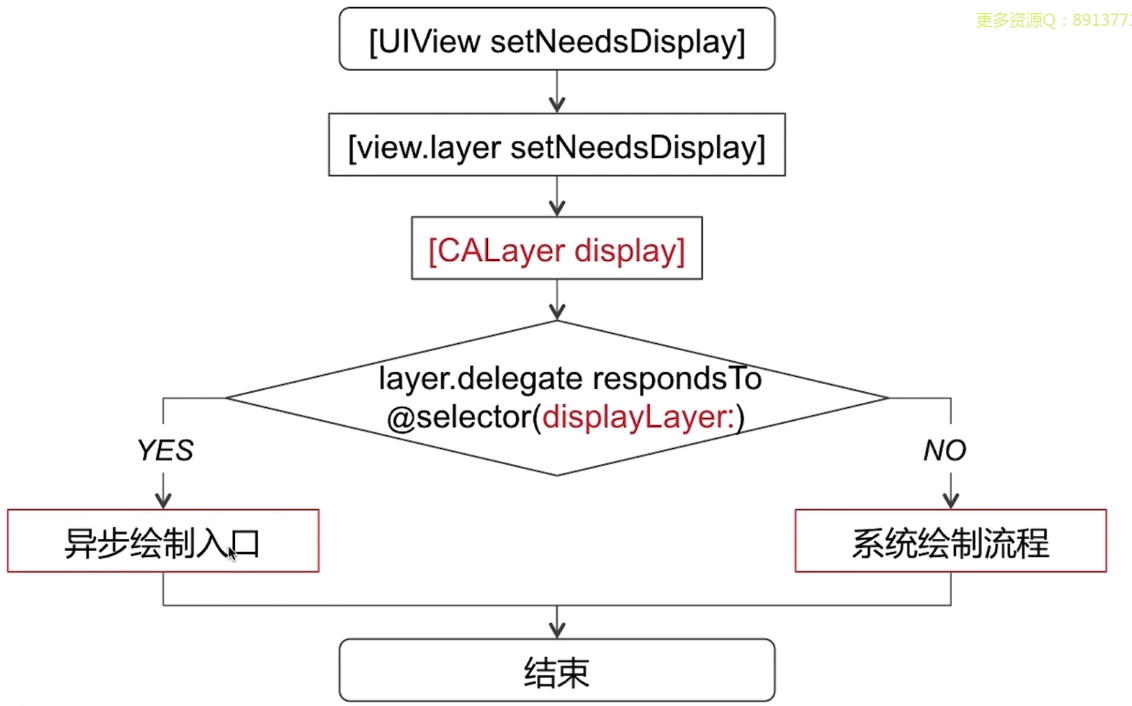 更多资源Q：891377
[UIView setNeedsDisplay]
[view.layer setNeedsDisplay]
[CALayer display]
layer.delegate respondsTo
@selector(displayLayer:)
YES
NO
异步绘制入口
系统绘制流程
结束